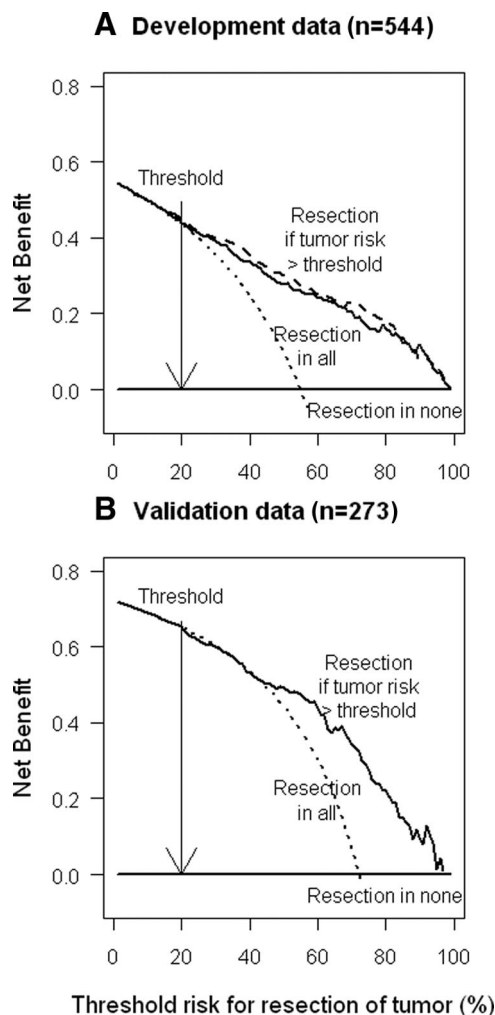 A Development data (n=544)
0.8
0.6
0.4
0.2
0.0
Net Benefit
Threshold
Resection
if tumor risk
> threshold
Resection
in all
Resection in none
0 20 40 60 80 100
B Validation data (n=273)
0.8
0.6
0.4
0.2
0.0
Net Benefit
Threshold
Resection
if tumor risk
> threshold
Resection
in all
Resection in none
0 20 40 60 80 100
Threshold risk for resection of tumor (%)